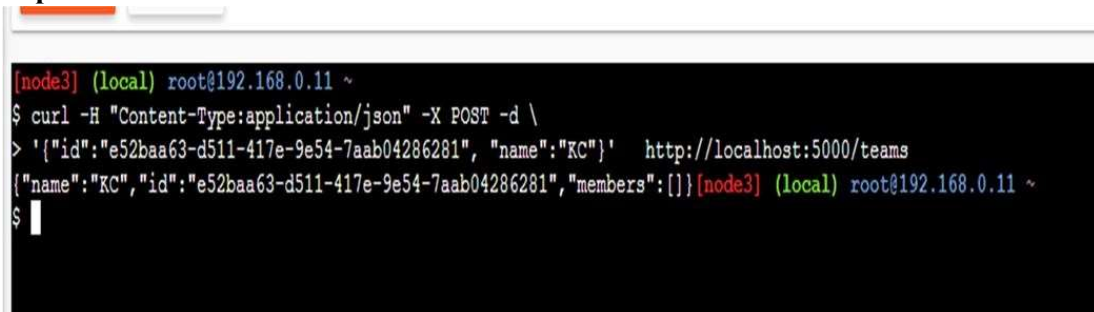 [node3] (local) root@192.168.0.11 ~
$ curl -H "Content-Type:application/json" -X POST -d \
> '{"id":"e52baa63-d511-417e-9e54-7aab04286281", "name":"KC"}' http://localhost:5000/teams
{"name":"KC","id":"e52baa63-d511-417e-9e54-7aab04286281","members":[]}[node3] (local) root@192.168.0.11 ~
$